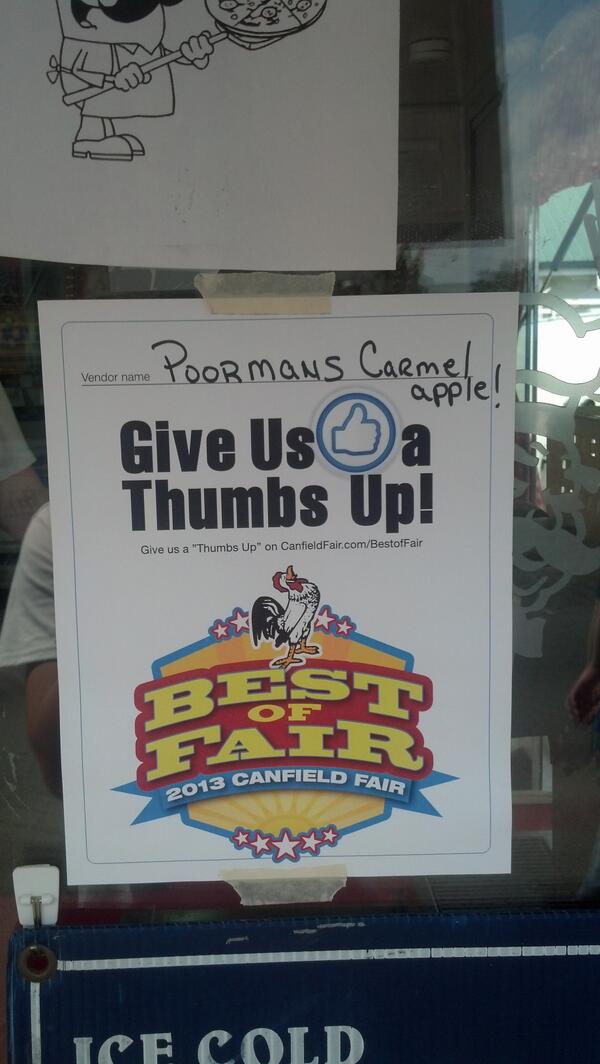 Vendor name Poormans Carmel
apple!
Give Us a
Thumbs Up!
Give us a "Thumbs Up" on CanfieldFair.com/BestofFair
BEST
OF
FAIR
2013 CANFIELD FAIR
ICE COLD